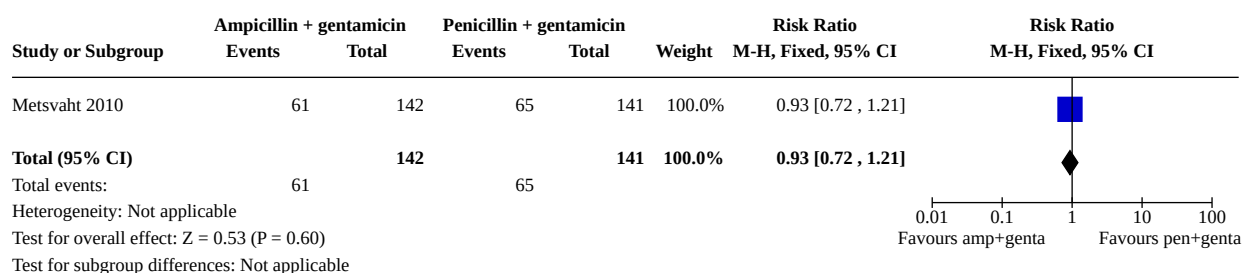 Ampicillin + gentamicin Penicillin + gentamicin Risk Ratio Risk Ratio
Study or Subgroup Events Total Events Total Weight M-H, Fixed, 95% CI M-H, Fixed, 95% CI
Metsvaht 2010 61 142 65 141 100.0% 0.93 [0.72 , 1.21]
Total (95% CI) 142 141 100.0% 0.93 [0.72 , 1.21]
Total events: 61 65
Heterogeneity: Not applicable
Test for overall effect: Z = 0.53 (P = 0.60)
Test for subgroup differences: Not applicable
0.01 0.1 1 10 100
Favours amp+genta Favours pen+genta